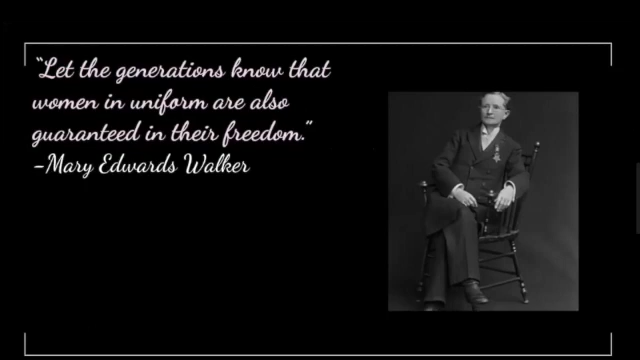 “Let the generations know that
women in uniform are also
guaranteed in their freedom.”
-Mary Edwards Walker